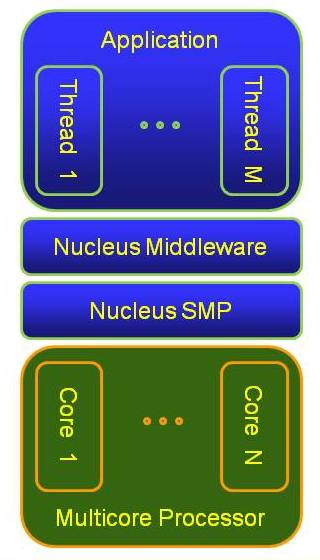 Application
Thread 1
Thread M
Nucleus Middleware
Nucleus SMP
Core 1
Core N
Multicore Processor